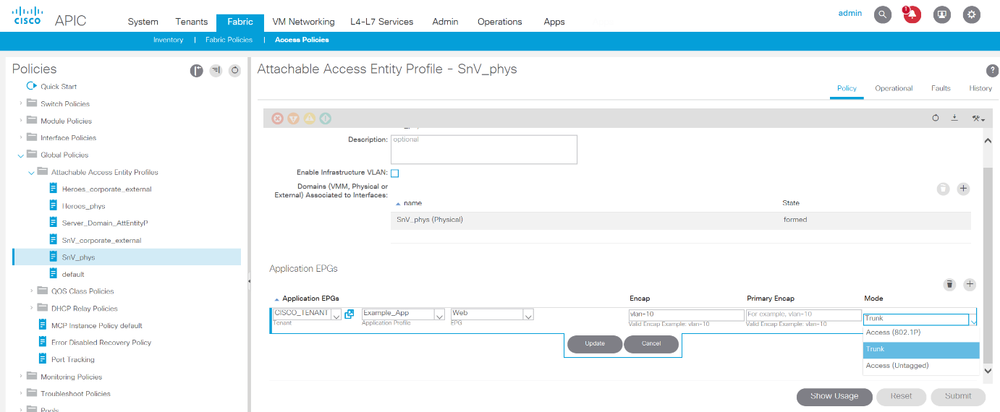 CISCO APIC
System Tenants Fabric VM Networking L4-L7 Services Admin Operations Apps
admin
1
Inventory | Fabric Policies | Access Policies
Policies
Quick Start
Switch Policies
Module Policies
Interface Policies
Global Policies
Attachable Access Entity Profiles
Heroes_corporate_external
Heroes_phys
Server_Domain_AttEntityP
SnV_corporate_external
SnV_phys
default
QOS Class Policies
DHCP Relay Policies
MCP Instance Policy default
Error Disabled Recovery Policy
Port Tracking
Monitoring Policies
Troubleshoot Policies
Pools
Attachable Access Entity Profile - SnV_phys
?
Policy Operational Faults History
Description: optional
Enable Infrastructure VLAN:
Domains (VMM, Physical or
External) Associated to Interfaces:
name State
SnV_phys (Physical) formed
Application EPGs
Application EPGs Encap Primary Encap Mode
CISCO_TENANT Example_App Web vlan-10 For example, vlan-10 Trunk
Tenant Application Profile EPG Valid Encap Example: vlan-10 Valid Encap Example: vlan-10
Access (802.1P)
Trunk
Access (Untagged)
Update Cancel
Show Usage Reset Submit